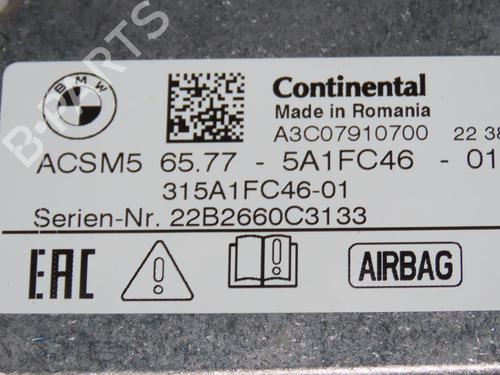 BMW
Continental
Made in Romania
A3C07910700 22 38
ACSM5 65.77 - 5A1FC46 - 01
315A1FC46-01
Serien-Nr. 22B2660C3133
EAC
AIRBAG
B-PARTS